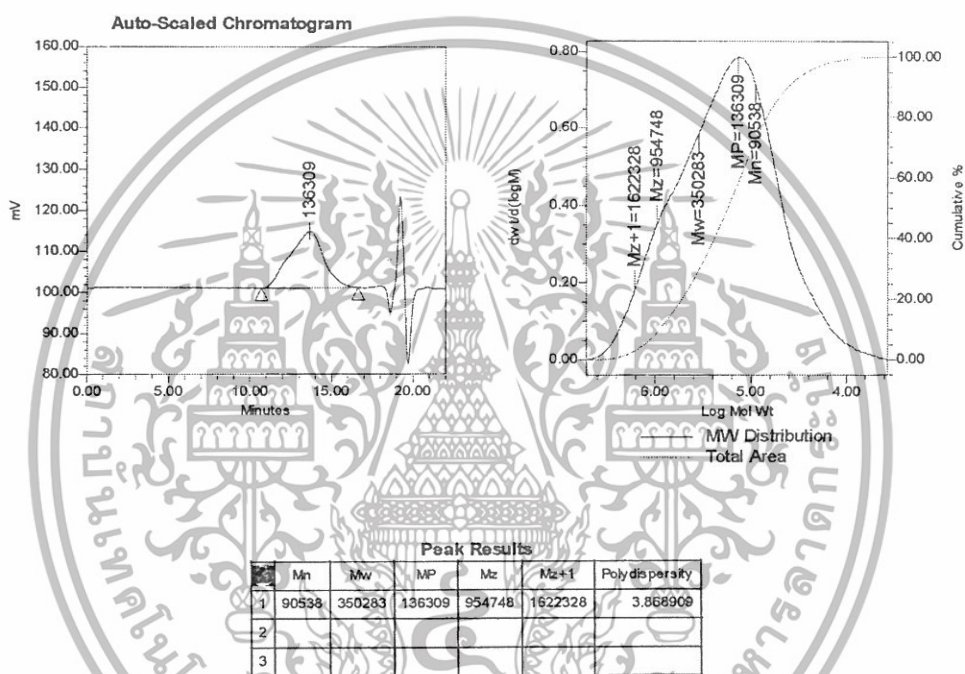 Auto-Scaled Chromatogram
160.00
150.00
140.00
130.00
120.00
110.00
100.00
90.00
80.00
mV
136309
0.00 5.00 10.00 15.00 20.00
Minutes
0.80
0.60
0.40
0.20
0.00
dwt/d(logM)
Mz+1=1622328
Mz=954748
Mw=350283
MP=136309
Mn=90538
100.00
80.00
60.00
40.00
20.00
0.00
Cumulative %
6.00 5.00 4.00
Log Mol Wt
MW Distribution
Total Area
Peak Results
Mn Mw MP Mz Mz+1 Polydispersity
1 90538 350283 136309 954748 1622328 3.868909
2
3